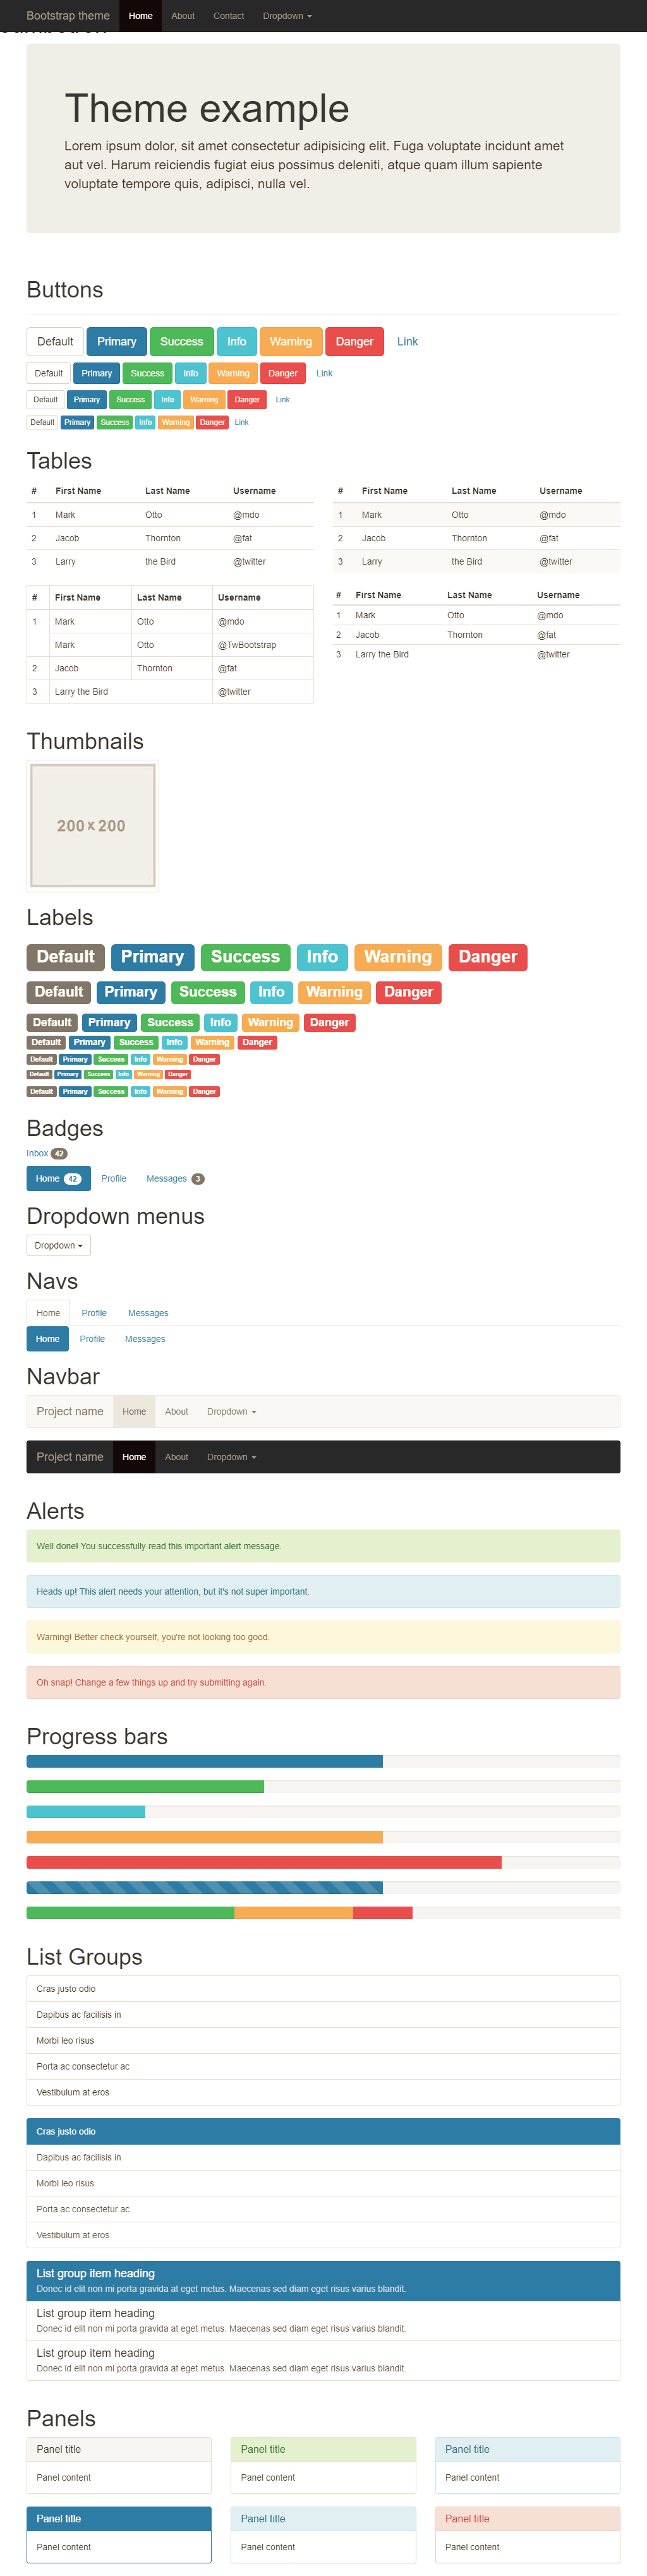 Bootstrap theme Home About Contact Dropdown
Theme example
Lorem ipsum dolor, sit amet consectetur adipisicing elit. Fuga voluptate incidunt amet
aut vel. Harum reiciendis fugiat eius possimus deleniti, atque quam illum sapiente
voluptate tempore quis, adipisci, nulla vel.
Buttons
Default Primary Success Info Warning Danger Link
Default Primary Success Info Warning Danger Link
Default Primary Success Info Warning Danger Link
Default Primary Success Info Warning Danger Link
Tables
# First Name Last Name Username
1 Mark Otto @mdo
2 Jacob Thornton @fat
3 Larry the Bird @twitter
# First Name Last Name Username
1 Mark Otto @mdo
2 Jacob Thornton @fat
3 Larry the Bird @twitter
# First Name Last Name Username
1 Mark Otto @mdo
Mark Otto @TwBootstrap
2 Jacob Thornton @fat
3 Larry the Bird @twitter
# First Name Last Name Username
1 Mark Otto @mdo
2 Jacob Thornton @fat
3 Larry the Bird @twitter
Thumbnails
200x200
Labels
Default Primary Success Info Warning Danger
Default Primary Success Info Warning Danger
Default Primary Success Info Warning Danger
Default Primary Success Info Warning Danger
Default Primary Success Info Warning Danger
Default Primary Success Info Warning Danger
Default Primary Success Info Warning Danger
Badges
Inbox 42
Home 42 Profile Messages 3
Dropdown menus
Dropdown
Navs
Home Profile Messages
Home Profile Messages
Navbar
Project name Home About Dropdown
Project name Home About Dropdown
Alerts
Well done! You successfully read this important alert message.
Heads up! This alert needs your attention, but it's not super important.
Warning! Better check yourself, you're not looking too good.
Oh snap! Change a few things up and try submitting again.
Progress bars
List Groups
Cras justo odio
Dapibus ac facilisis in
Morbi leo risus
Porta ac consectetur ac
Vestibulum at eros
Cras justo odio
Dapibus ac facilisis in
Morbi leo risus
Porta ac consectetur ac
Vestibulum at eros
List group item heading
Donec id elit non mi porta gravida at eget metus. Maecenas sed diam eget risus varius blandit.
List group item heading
Donec id elit non mi porta gravida at eget metus. Maecenas sed diam eget risus varius blandit.
List group item heading
Donec id elit non mi porta gravida at eget metus. Maecenas sed diam eget risus varius blandit.
Panels
Panel title
Panel content
Panel title
Panel content
Panel title
Panel content
Panel title
Panel content
Panel title
Panel content
Panel title
Panel content